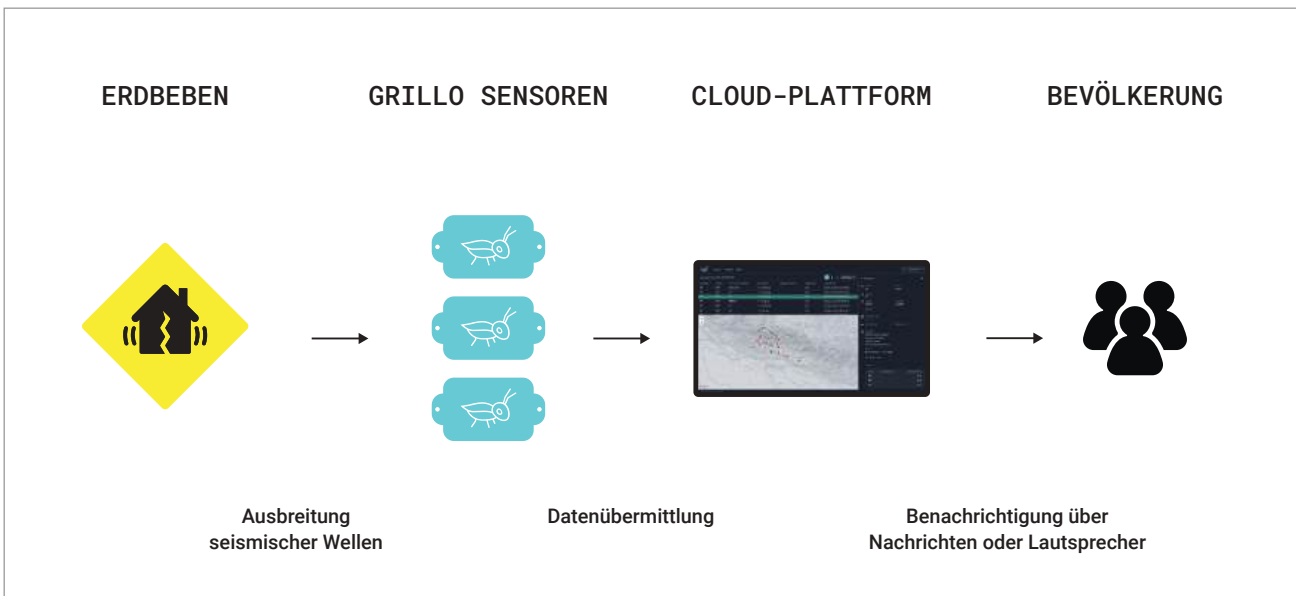 ERDBEBEN
GRILLO SENSOREN
CLOUD-PLATTFORM
BEVÖLKERUNG
Ausbreitung
seismischer Wellen
Datenübermittlung
Benachrichtigung über
Nachrichten oder Lautsprecher